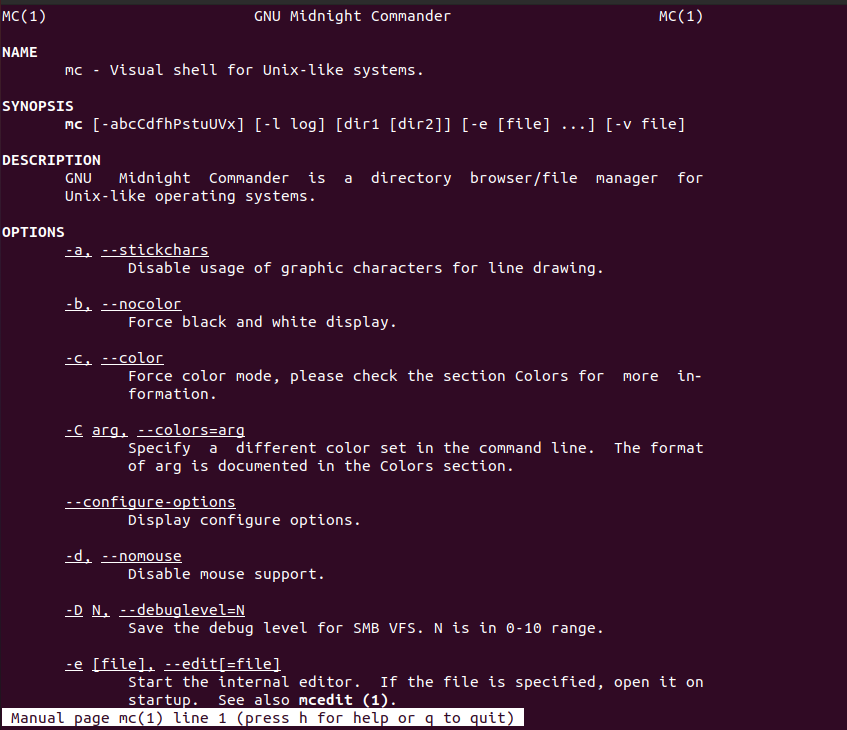 MC(1) GNU Midnight Commander MC(1)
NAME
mc - Visual shell for Unix-like systems.
SYNOPSIS
mc [-abcCdfhPstuUVx] [-l log] [dir1 [dir2]] [-e [file] ...] [-v file]
DESCRIPTION
GNU Midnight Commander is a directory browser/file manager for
Unix-like operating systems.
OPTIONS
-a, --stickchars
Disable usage of graphic characters for line drawing.
-b, --nocolor
Force black and white display.
-c, --color
Force color mode, please check the section Colors for more in-
formation.
-C arg, --colors=arg
Specify a different color set in the command line. The format
of arg is documented in the Colors section.
--configure-options
Display configure options.
-d, --nomouse
Disable mouse support.
-D N, --debuglevel=N
Save the debug level for SMB VFS. N is in 0-10 range.
-e [file], --edit[=file]
Start the internal editor. If the file is specified, open it on
startup. See also mcedit (1).
Manual page mc(1) line 1 (press h for help or q to quit)